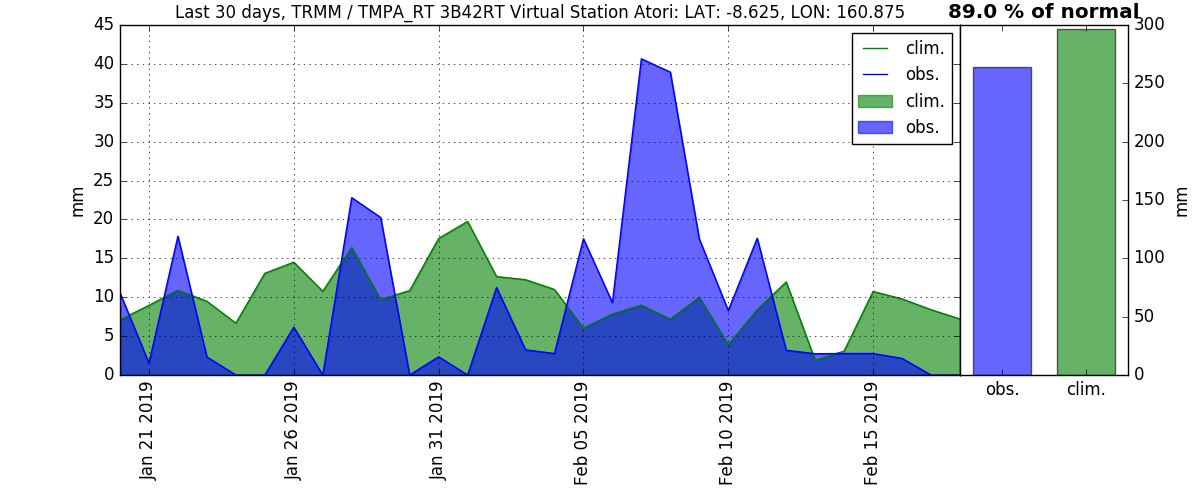 Last 30 days, TRMM / TMPA_RT 3B42RT Virtual Station Atori: LAT: -8.625, LON: 160.875
89.0 % of normal
45
40
35
30
25
20
15
10
5
0
mm
clim.
obs.
clim.
obs.
Jan 21 2019
Jan 26 2019
Jan 31 2019
Feb 05 2019
Feb 10 2019
Feb 15 2019
300
250
200
150
100
50
0
mm
obs.
clim.